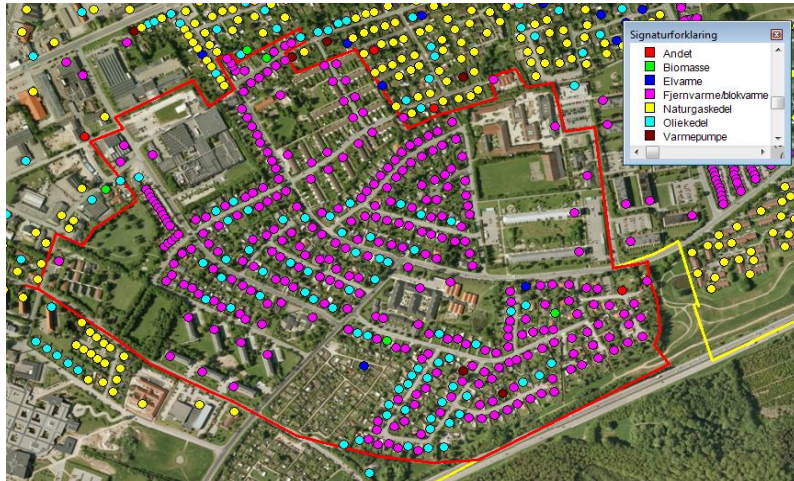 Signaturforklaring
Andet
Biomasse
Elvarme
Fjernvarme/blokvarme
Naturgaskedel
Oliekedel
Varmepumpe